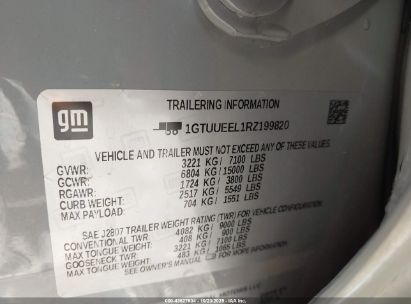 gm
TRAILERING INFORMATION
1GTUUEEL1RZ199820
VEHICLE AND TRAILER MUST NOT EXCEED ANY OF THESE VALUES
GVWR: 3221 KG / 7100 LBS
GCWR: 6804 KG / 15000 LBS
RGAWR: 1724 KG / 3800 LBS
CURB WEIGHT: 2517 KG / 5549 LBS
MAX PAYLOAD: 704 KG / 1551 LBS
SAE J2807 TRAILER WEIGHT RATING (TWR) FOR VEHICLE CONFIGURATION
CONVENTIONAL TWR: 4082 KG / 9000 LBS
MAX TONGUE WEIGHT: 408 KG / 900 LBS
GOOSENECK TWR: 3221 KG / 7100 LBS
MAX TONGUE WEIGHT: 483 KG / 1065 LBS
SEE OWNER'S MANUAL FOR ADDITIONAL